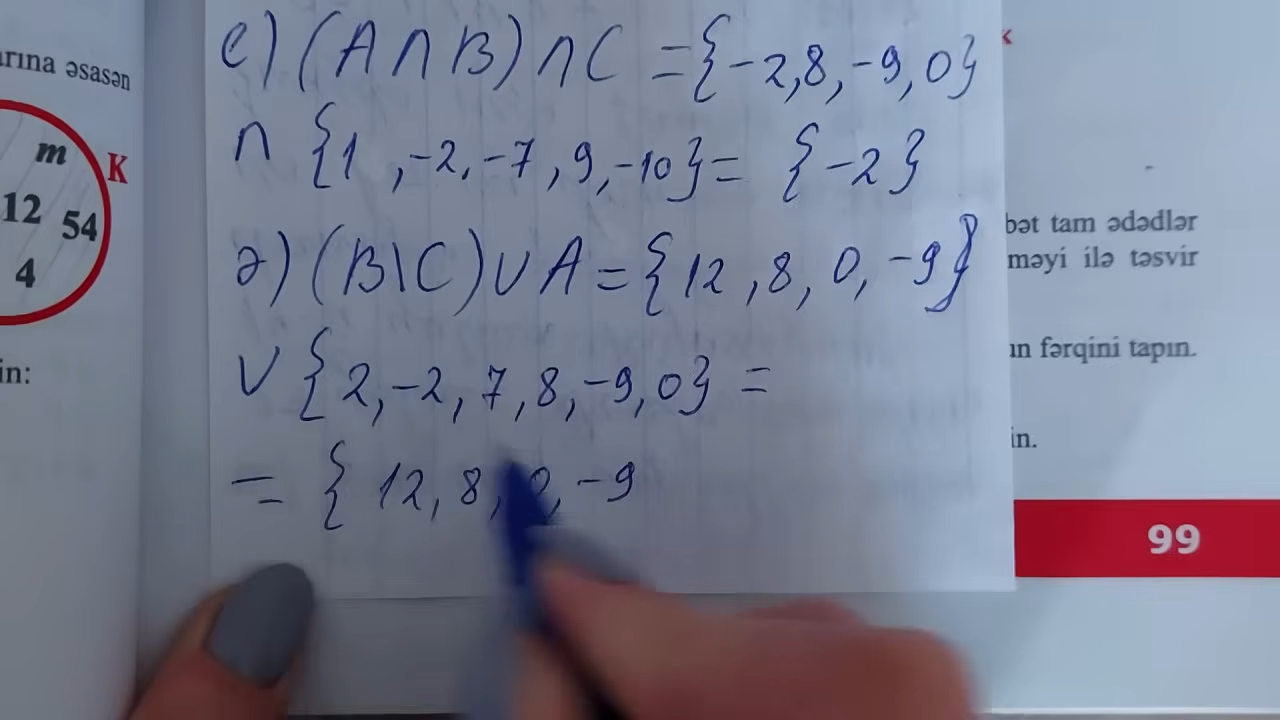 e) (A∩B)∩C = {-2,8,-9,0}
∩ {1 ,-2,-7,9,-10}= {-2}
ə) (B\C)∪A={12,8,0,-9}
∪ {2,-2,7,8,-9,0} =
= { 12,8,0,-9
rına əsasən
m
K
12
54
4
in:
bət tam ədədlər
məyi ilə təsvir
ın fərqini tapın.
in.
99